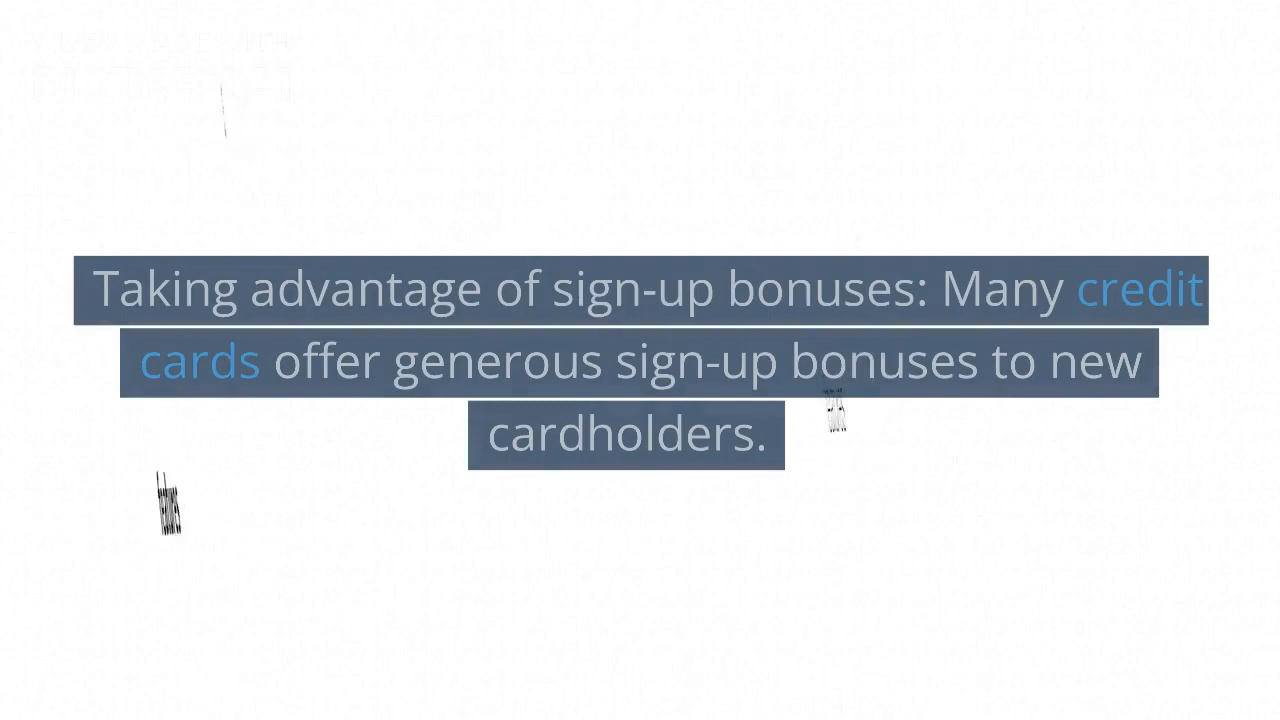 Taking advantage of sign-up bonuses: Many credit
cards offer generous sign-up bonuses to new
cardholders.